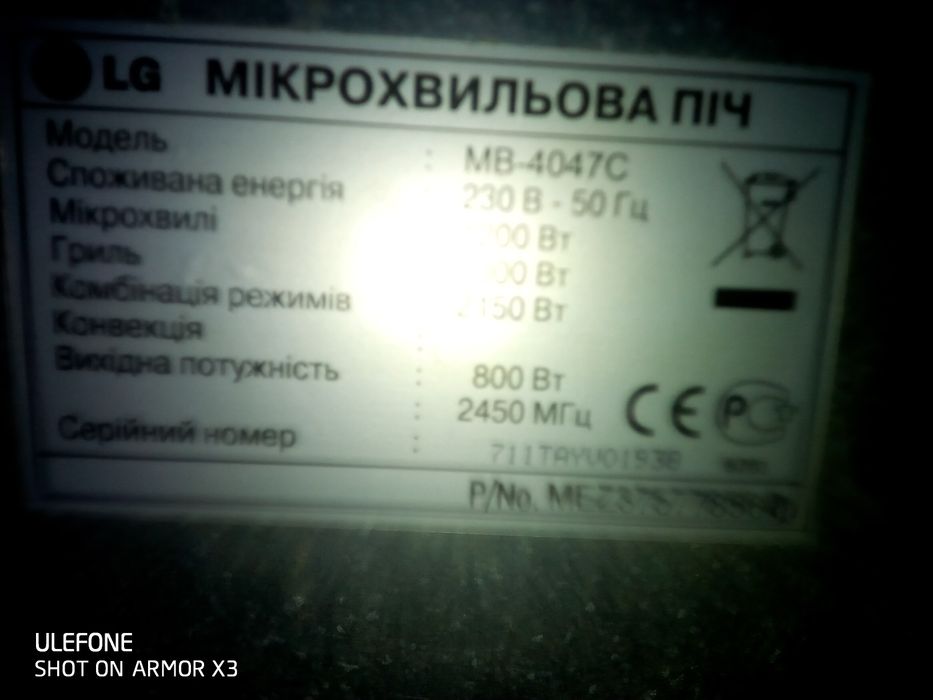 LG МІКРОХВИЛЬОВА ПІЧ
Модель : MB-4047C
Споживана енергія 230 В - 50 Гц
Мікрохвилі Вт
Гриль Вт
Комбінація режимів Вт
Конвекція :
Вихідна потужність : 800 Вт
: 2450 МГц
Серійний номер :
P/No.
CE
ULEFONE
SHOT ON ARMOR X3